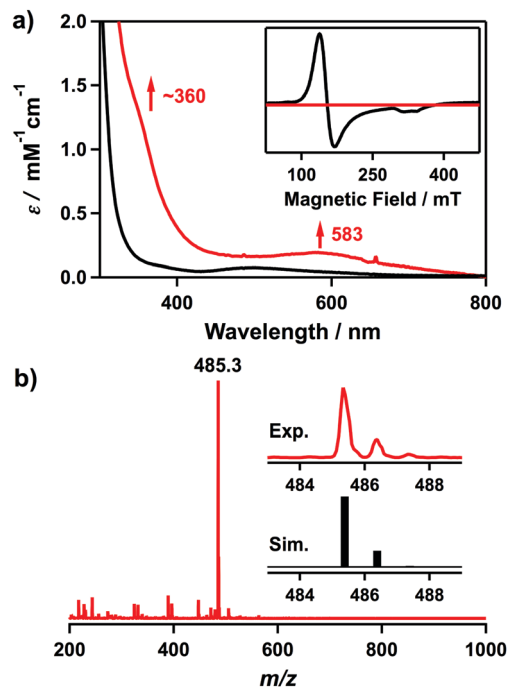 a)
ε / mM⁻¹cm⁻¹
2.0
1.5
1.0
0.5
0.0
~360
583
100 250 400
Magnetic Field / mT
400 600 800
Wavelength / nm
b)
485.3
Exp.
484 486 488
Sim.
484 486 488
200 400 600 800 1000
m/z